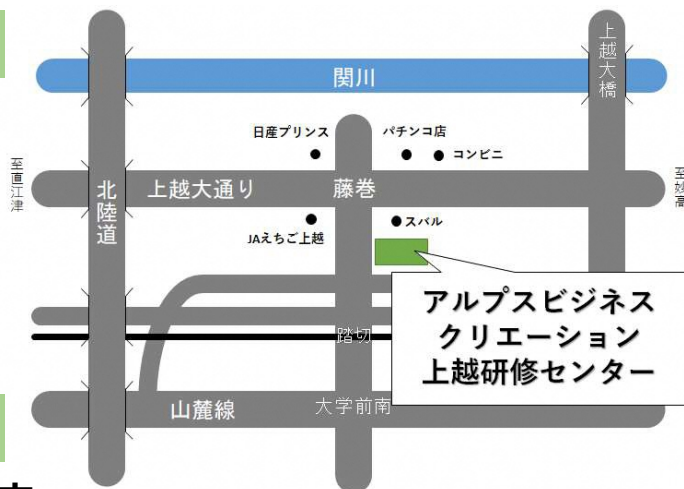 上越大橋
関川
日産プリンス
パチンコ店
コンビニ
至直江津
北陸道
上越大通り
藤巻
至妙高
JAえちご上越
スバル
アルプスビジネス
クリエーション
上越研修センター
踏切
山麓線
大学前南